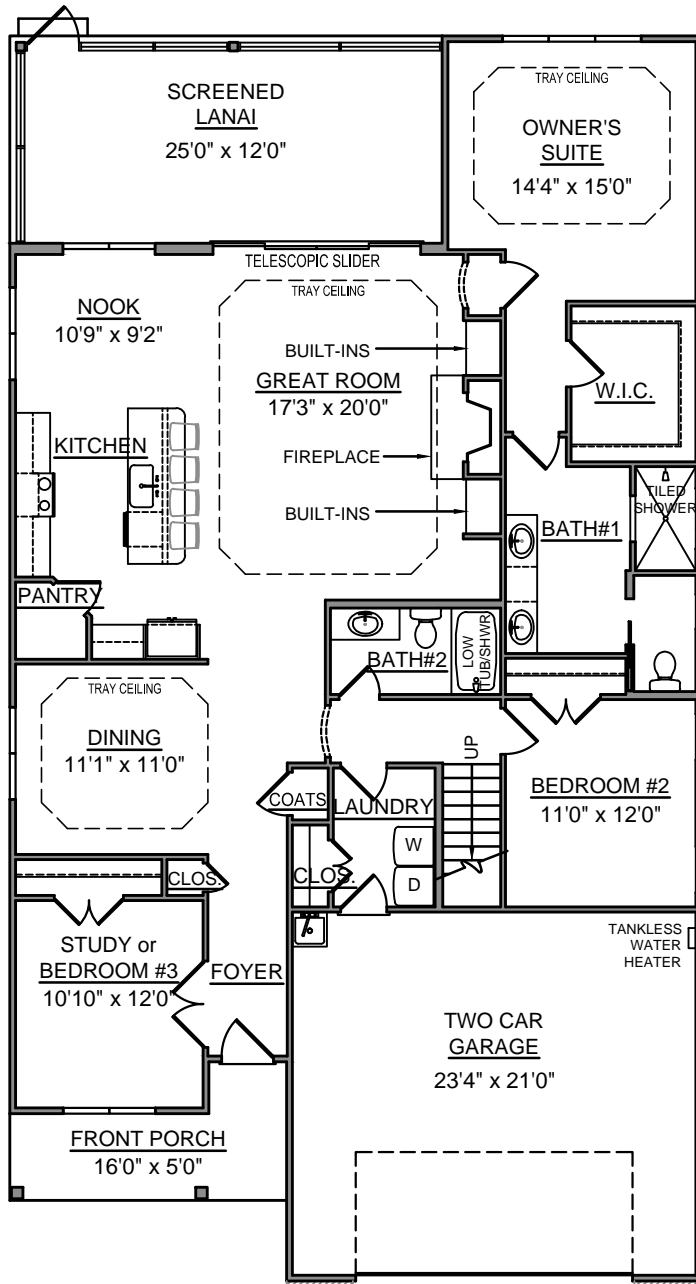 SCREENED
LANAI
25'0" x 12'0"
TRAY CEILING
OWNER'S
SUITE
14'4" x 15'0"
TELESCOPIC SLIDER
TRAY CEILING
NOOK
10'9" x 9'2"
BUILT-INS
GREAT ROOM
17'3" x 20'0"
W.I.C.
KITCHEN
FIREPLACE
BUILT-INS
TILED
SHOWER
BATH#1
PANTRY
BATH#2
LOW
TUB/SHWR
TRAY CEILING
DINING
11'1" x 11'0"
UP
COATS
LAUNDRY
BEDROOM #2
11'0" x 12'0"
W
D
CLOS.
CLOS.
STUDY or
BEDROOM #3
10'10" x 12'0"
FOYER
TANKLESS
WATER
HEATER
TWO CAR
GARAGE
23'4" x 21'0"
FRONT PORCH
16'0" x 5'0"